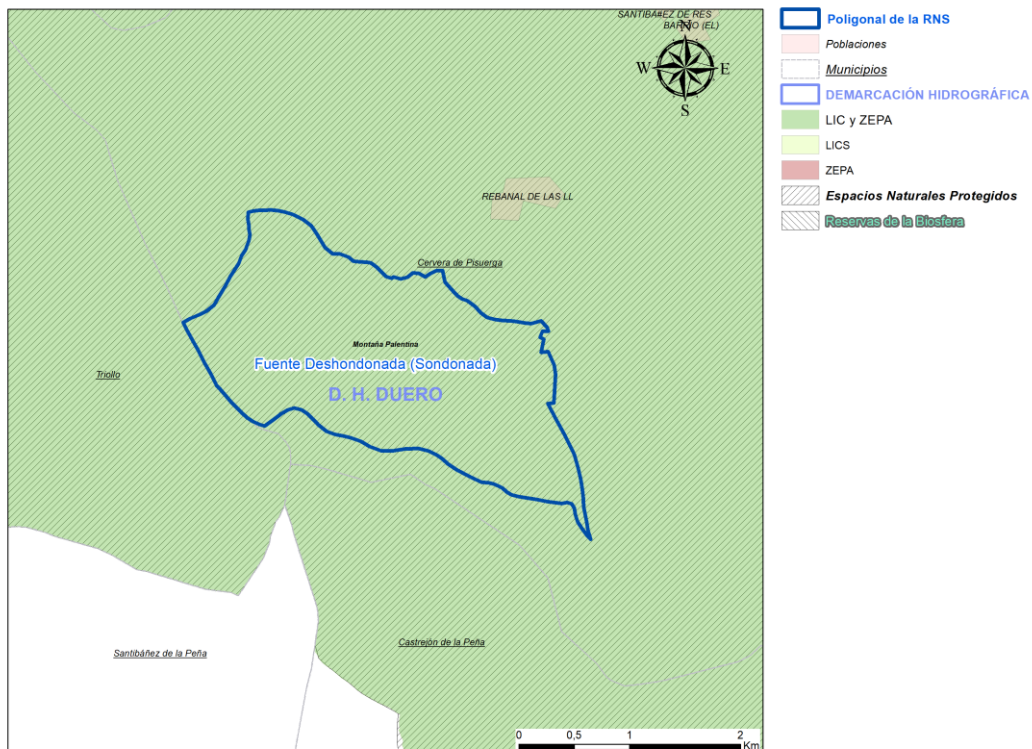 SANTIBA#EZ DE RES
BARRIO (EL)
N
W E
S
REBANAL DE LAS LL
Cervera de Pisuerga
Montaña Palentina
Fuente Deshondonada (Sondonada)
Triollo
D. H. DUERO
Castrejón de la Peña
Santibáñez de la Peña
0 0,5 1 2
Km
Poligonal de la RNS
Poblaciones
Municipios
DEMARCACIÓN HIDROGRÁFICA
LIC y ZEPA
LICS
ZEPA
Espacios Naturales Protegidos
Reservas de la Biosfera